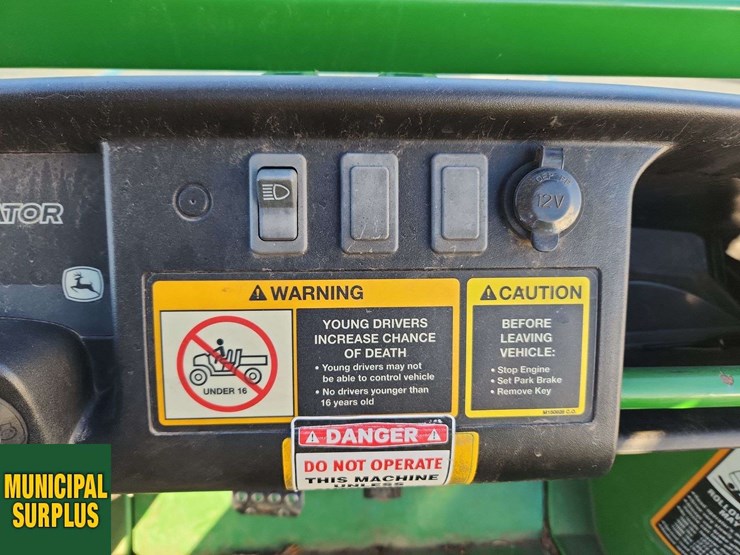 ATOR
12V
WARNING
UNDER 16
YOUNG DRIVERS
INCREASE CHANCE
OF DEATH
• Young drivers may not
be able to control vehicle
• No drivers younger than
16 years old
CAUTION
BEFORE
LEAVING
VEHICLE:
• Stop Engine
• Set Park Brake
• Remove Key
DANGER
DO NOT OPERATE
THIS MACHINE
UNLESS
MUNICIPAL
SURPLUS